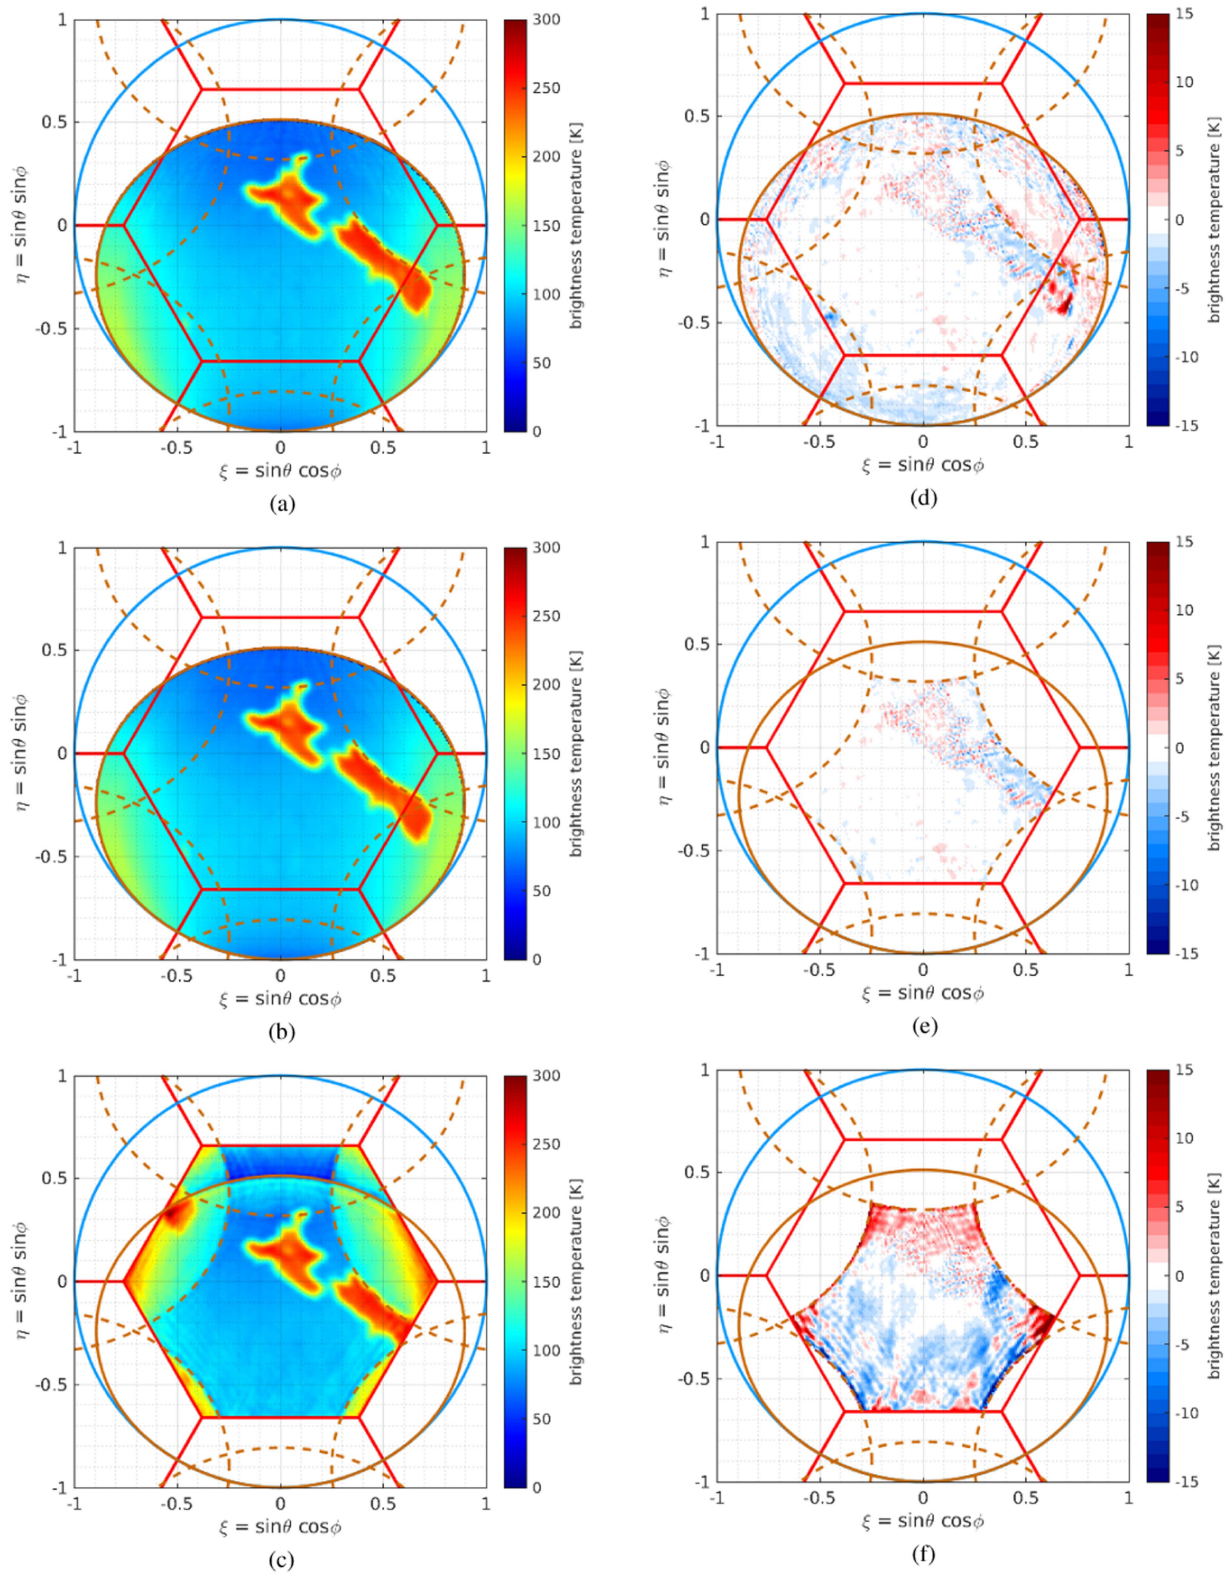 300
250
200
150
100
50
0
brightness temperature [K]
1
0.5
0
-0.5
-1
η = sinθ sinϕ
-1 -0.5 0 0.5 1
ξ = sinθ cosϕ
(a)
15
10
5
0
-5
-10
-15
brightness temperature [K]
1
0.5
0
-0.5
-1
η = sinθ sinϕ
-1 -0.5 0 0.5 1
ξ = sinθ cosϕ
(d)
300
250
200
150
100
50
0
brightness temperature [K]
1
0.5
0
-0.5
-1
η = sinθ sinϕ
-1 -0.5 0 0.5 1
ξ = sinθ cosϕ
(b)
15
10
5
0
-5
-10
-15
brightness temperature [K]
1
0.5
0
-0.5
-1
η = sinθ sinϕ
-1 -0.5 0 0.5 1
ξ = sinθ cosϕ
(e)
300
250
200
150
100
50
0
brightness temperature [K]
1
0.5
0
-0.5
-1
η = sinθ sinϕ
-1 -0.5 0 0.5 1
ξ = sinθ cosϕ
(c)
15
10
5
0
-5
-10
-15
brightness temperature [K]
1
0.5
0
-0.5
-1
η = sinθ sinϕ
-1 -0.5 0 0.5 1
ξ = sinθ cosϕ
(f)